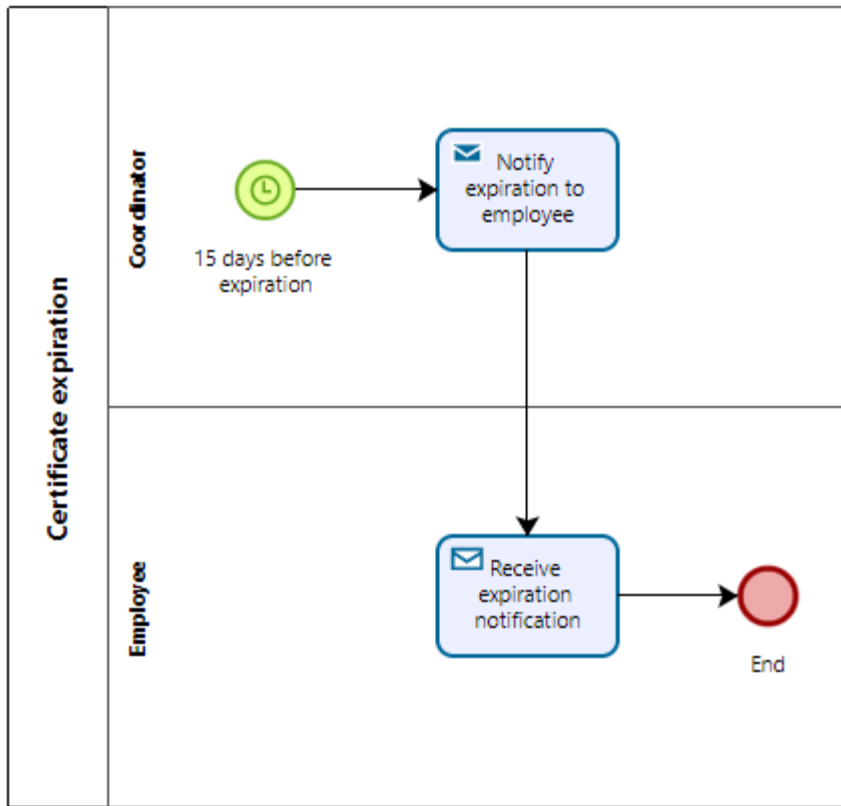 Certificate expiration
Coordinator
15 days before
expiration
Notify
expiration to
employee
Employee
Receive
expiration
notification
End